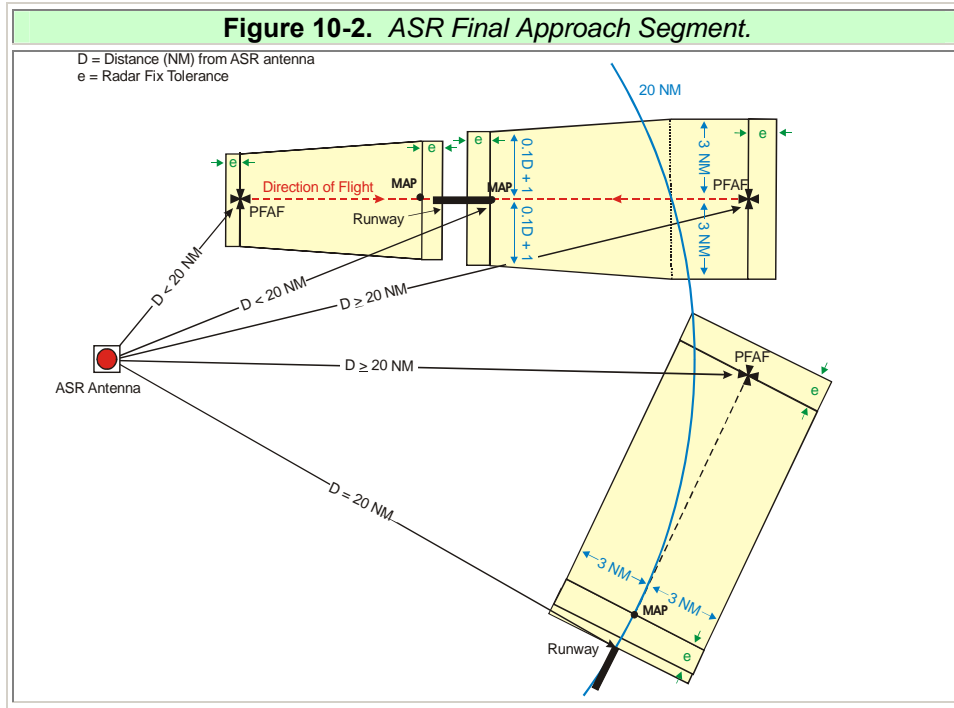 Figure 10-2. ASR Final Approach Segment.
D = Distance (NM) from ASR antenna
e = Radar Fix Tolerance
20 NM
e
e
e
e
3 NM
3 NM
0.1D + 1
0.1D + 1
MAP
MAP
PFAF
PFAF
Direction of Flight
Runway
D < 20 NM
D < 20 NM
D ≥ 20 NM
D ≥ 20 NM
D = 20 NM
ASR Antenna
PFAF
e
3 NM
3 NM
MAP
e
Runway